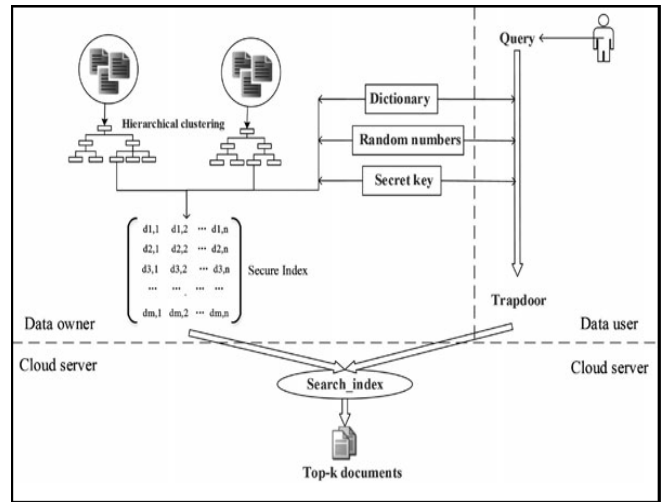 Query
Dictionary
Hierarchical clustering
Random numbers
Secret key
d1,1 d1,2 ··· d1,n
d2,1 d2,2 ··· d2,n
d3,1 d3,2 ··· d3,n
··· ··· . ··· ···
dm,1 dm,2 ··· dm,n
Secure Index
Trapdoor
Data owner
Data user
Cloud server
Cloud server
Search_index
Top-k documents